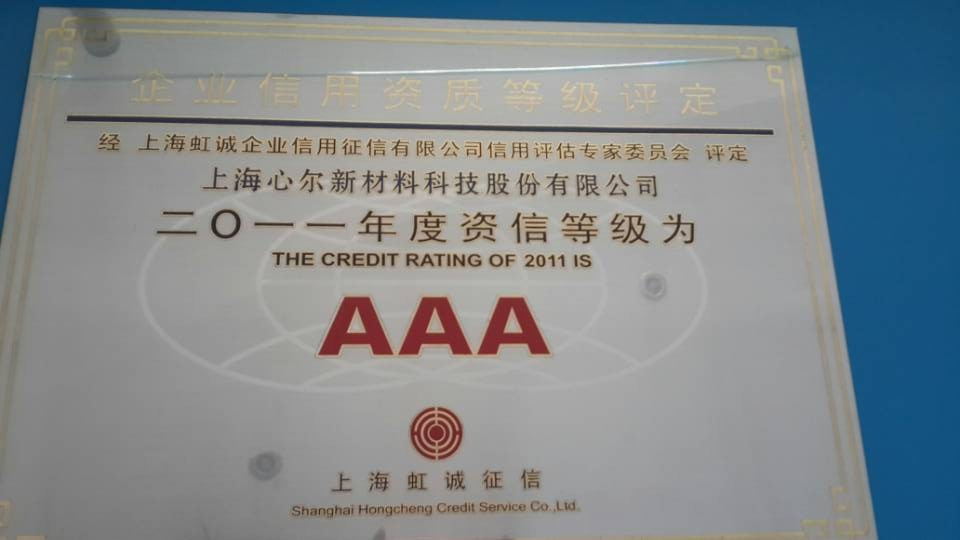 企业信用资质等级评定
经 上海虹诚企业信用征信有限公司信用评估专家委员会 评定
上海心尔新材料科技股份有限公司
二〇一一年度资信等级为
THE CREDIT RATING OF 2011 IS
AAA
上海虹诚征信
Shanghai Hongcheng Credit Service Co.,Ltd.